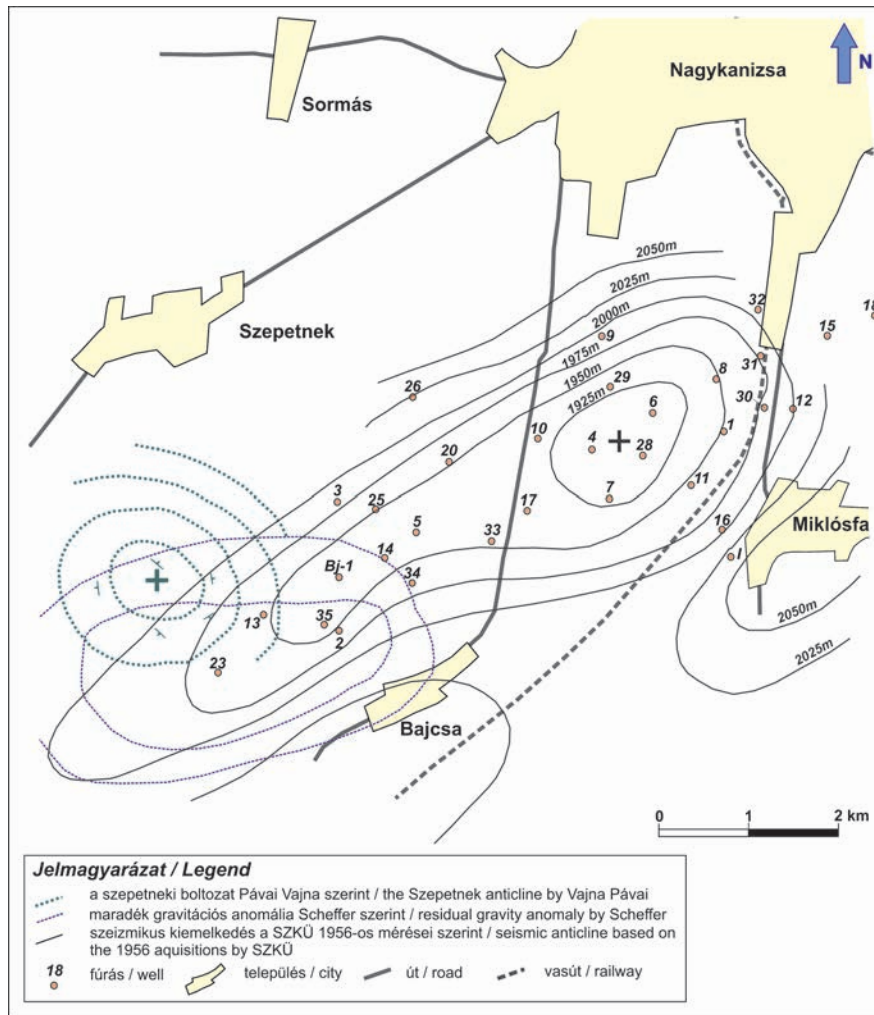 N
Nagykanizsa
Sormás
2050m
2025m
2000m
1975m
1950m
1925m
Szepetnek
32
18
15
9
31
8
29
26
30
12
6
10
1
4
28
20
11
7
3
25
17
16
Miklósfa
5
33
I
14
Bj-1
34
2050m
13
35
2
2025m
23
Bajcsa
0 1 2 km
Jelmagyarázat / Legend
a szepetneki boltozat Pávai Vajna szerint / the Szepetnek anticline by Vajna Pávai
maradék gravitációs anomália Scheffer szerint / residual gravity anomaly by Scheffer
szeizmikus kiemelkedés a SZKÜ 1956-os mérései szerint / seismic anticline based on
the 1956 aquisitions by SZKÜ
18 fúrás / well település / city út / road vasút / railway